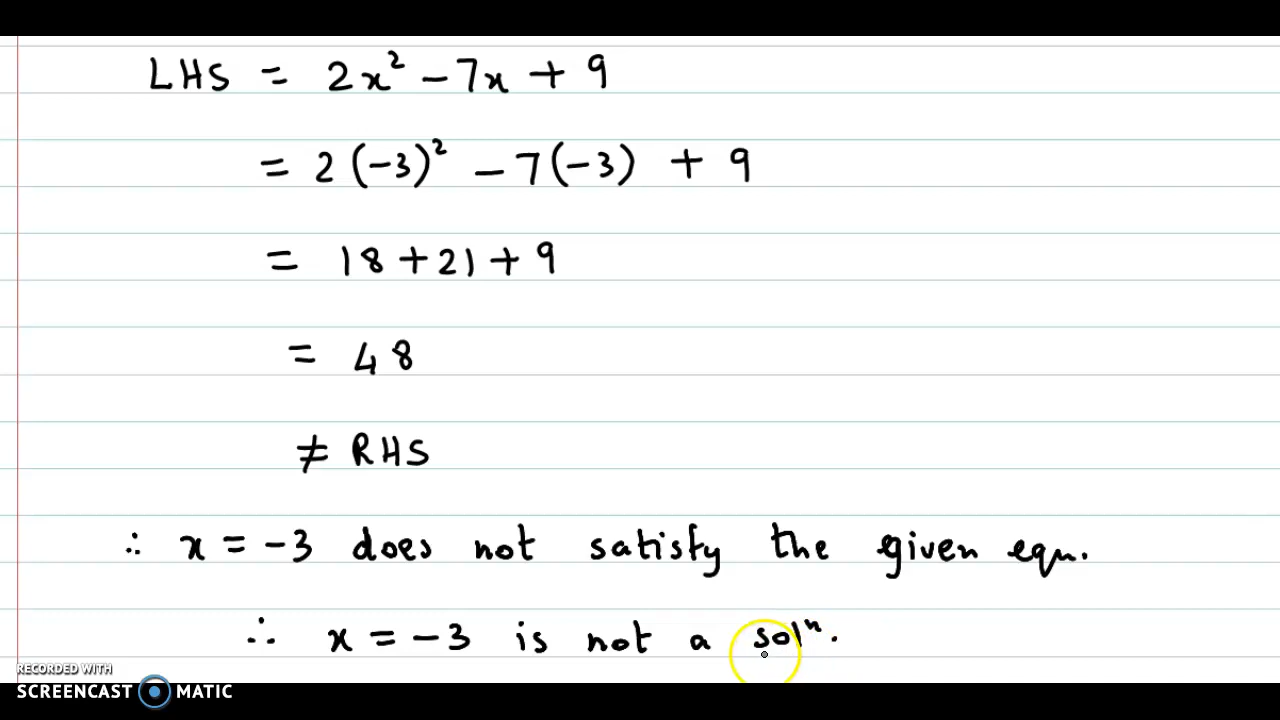 LHS = 2x² - 7x + 9
= 2(-3)² - 7(-3) + 9
= 18 + 21 + 9
= 48
≠ RHS
∴ x = -3 does not satisfy the given equn.
∴ x = -3 is not a solⁿ.
RECORDED WITH
SCREENCAST MATIC